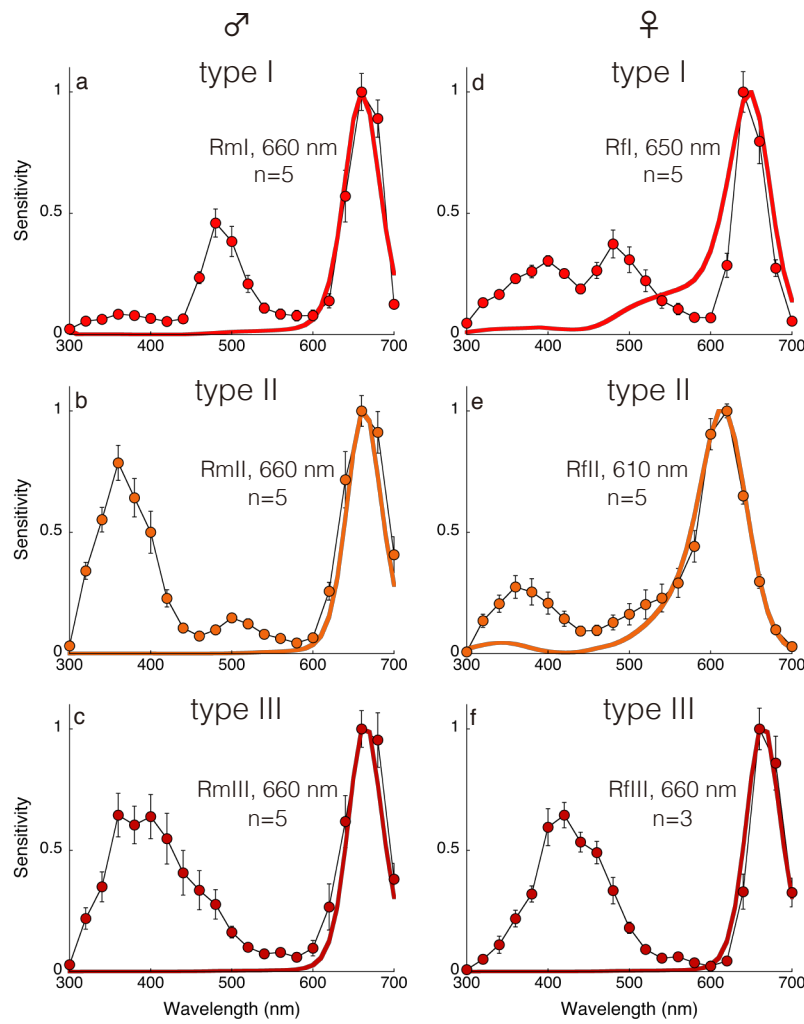 ♂
♀
a
type I
RmI, 660 nm
n=5
1
0.5
0
Sensitivity
300
400
500
600
700
d
type I
RfI, 650 nm
n=5
1
0.5
0
300
400
500
600
700
b
type II
RmII, 660 nm
n=5
1
0.5
0
Sensitivity
300
400
500
600
700
e
type II
RfII, 610 nm
n=5
1
0.5
0
300
400
500
600
700
c
type III
RmIII, 660 nm
n=5
1
0.5
0
Sensitivity
300
400
500
600
700
Wavelength (nm)
f
type III
RfIII, 660 nm
n=3
1
0.5
0
300
400
500
600
700
Wavelength (nm)